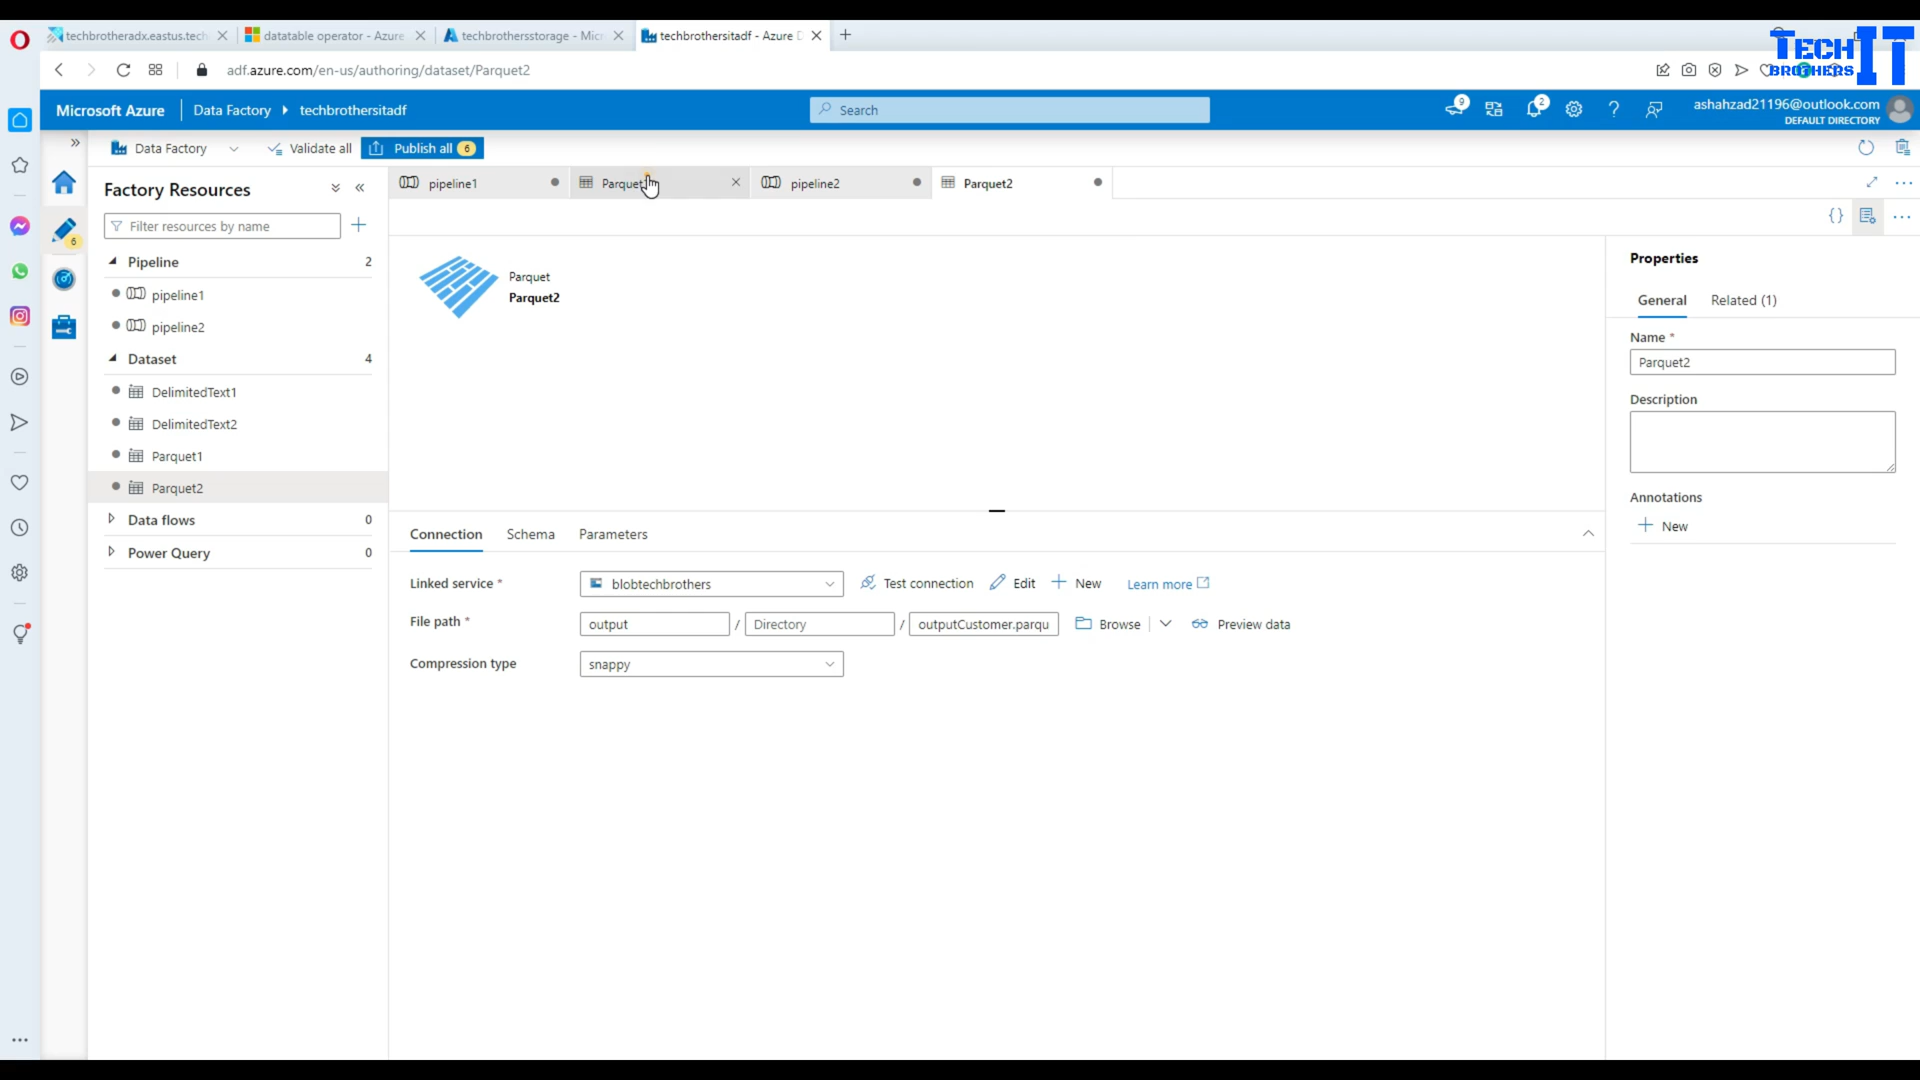 techbrotheradx.eastus.tech
datatable operator - Azure
techbrothersstorage - Micr
techbrothersitadf - Azure D
TECH IT
BROTHERS
adf.azure.com/en-us/authoring/dataset/Parquet2
Microsoft Azure
Data Factory
techbrothersitadf
Search
9
2
ashahzad21196@outlook.com
DEFAULT DIRECTORY
Data Factory
Validate all
Publish all
6
Factory Resources
pipeline1
Parquet
pipeline2
Parquet2
Filter resources by name
6
Pipeline
2
pipeline1
pipeline2
Dataset
4
DelimitedText1
DelimitedText2
Parquet1
Parquet2
Data flows
0
Power Query
0
Parquet
Parquet2
Connection
Schema
Parameters
Linked service *
blobtechbrothers
Test connection
Edit
New
Learn more
File path *
output
/
Directory
/
outputCustomer.parqu
Browse
Preview data
Compression type
snappy
Properties
General
Related (1)
Name *
Parquet2
Description
Annotations
New